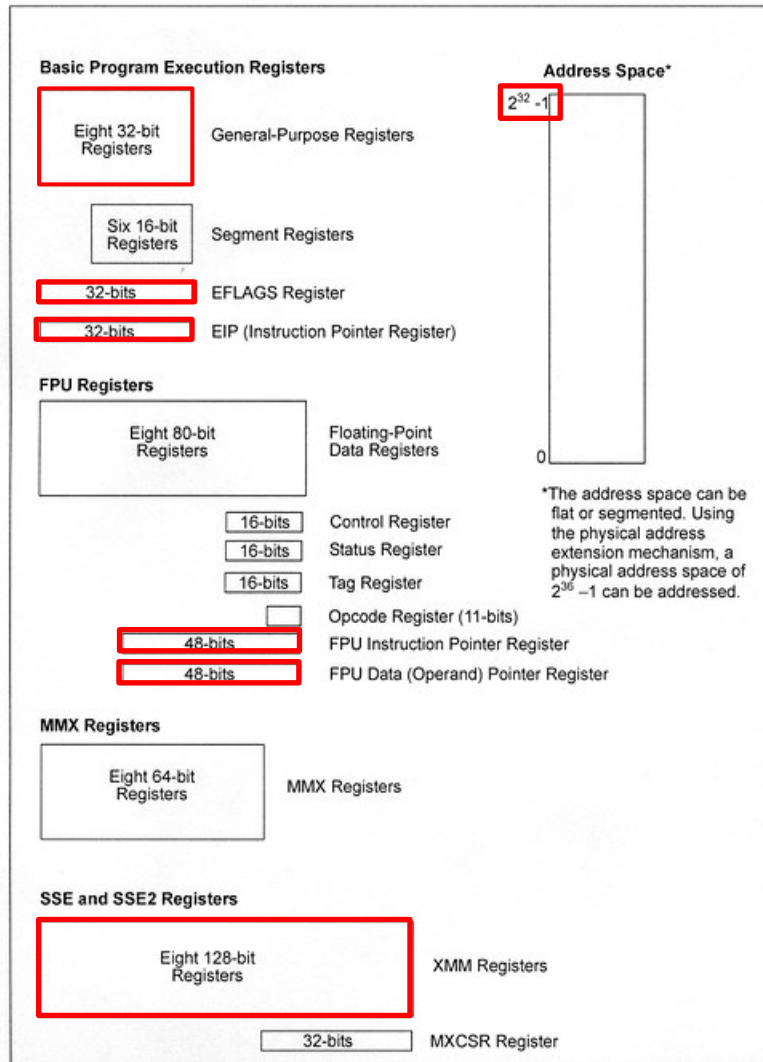 Basic Program Execution Registers
Eight 32-bit
Registers
General-Purpose Registers
Six 16-bit
Registers
Segment Registers
32-bits
EFLAGS Register
32-bits
EIP (Instruction Pointer Register)
FPU Registers
Eight 80-bit
Registers
Floating-Point
Data Registers
16-bits
Control Register
16-bits
Status Register
16-bits
Tag Register
Opcode Register (11-bits)
48-bits
FPU Instruction Pointer Register
48-bits
FPU Data (Operand) Pointer Register
MMX Registers
Eight 64-bit
Registers
MMX Registers
SSE and SSE2 Registers
Eight 128-bit
Registers
XMM Registers
32-bits
MXCSR Register
Address Space*
2³² -1
0
*The address space can be
flat or segmented. Using
the physical address
extension mechanism, a
physical address space of
2³⁶ –1 can be addressed.